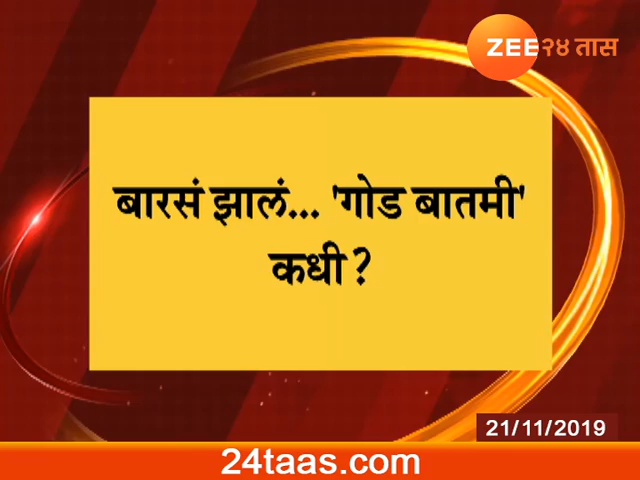 ZEE२४ तास
बारसं झालं... 'गोड बातमी'
कधी?
21/11/2019
24taas.com